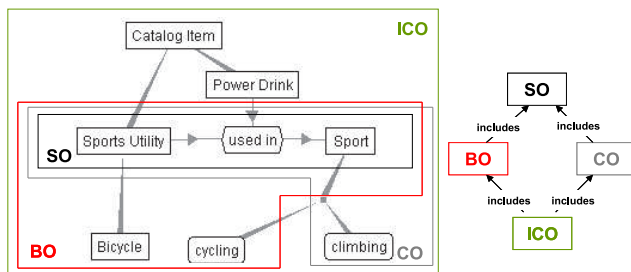 Catalog Item
ICO
Power Drink
SO
Sports Utility
used in
Sport
BO
Bicycle
cycling
climbing
CO
SO
includes
includes
BO
CO
includes
includes
ICO